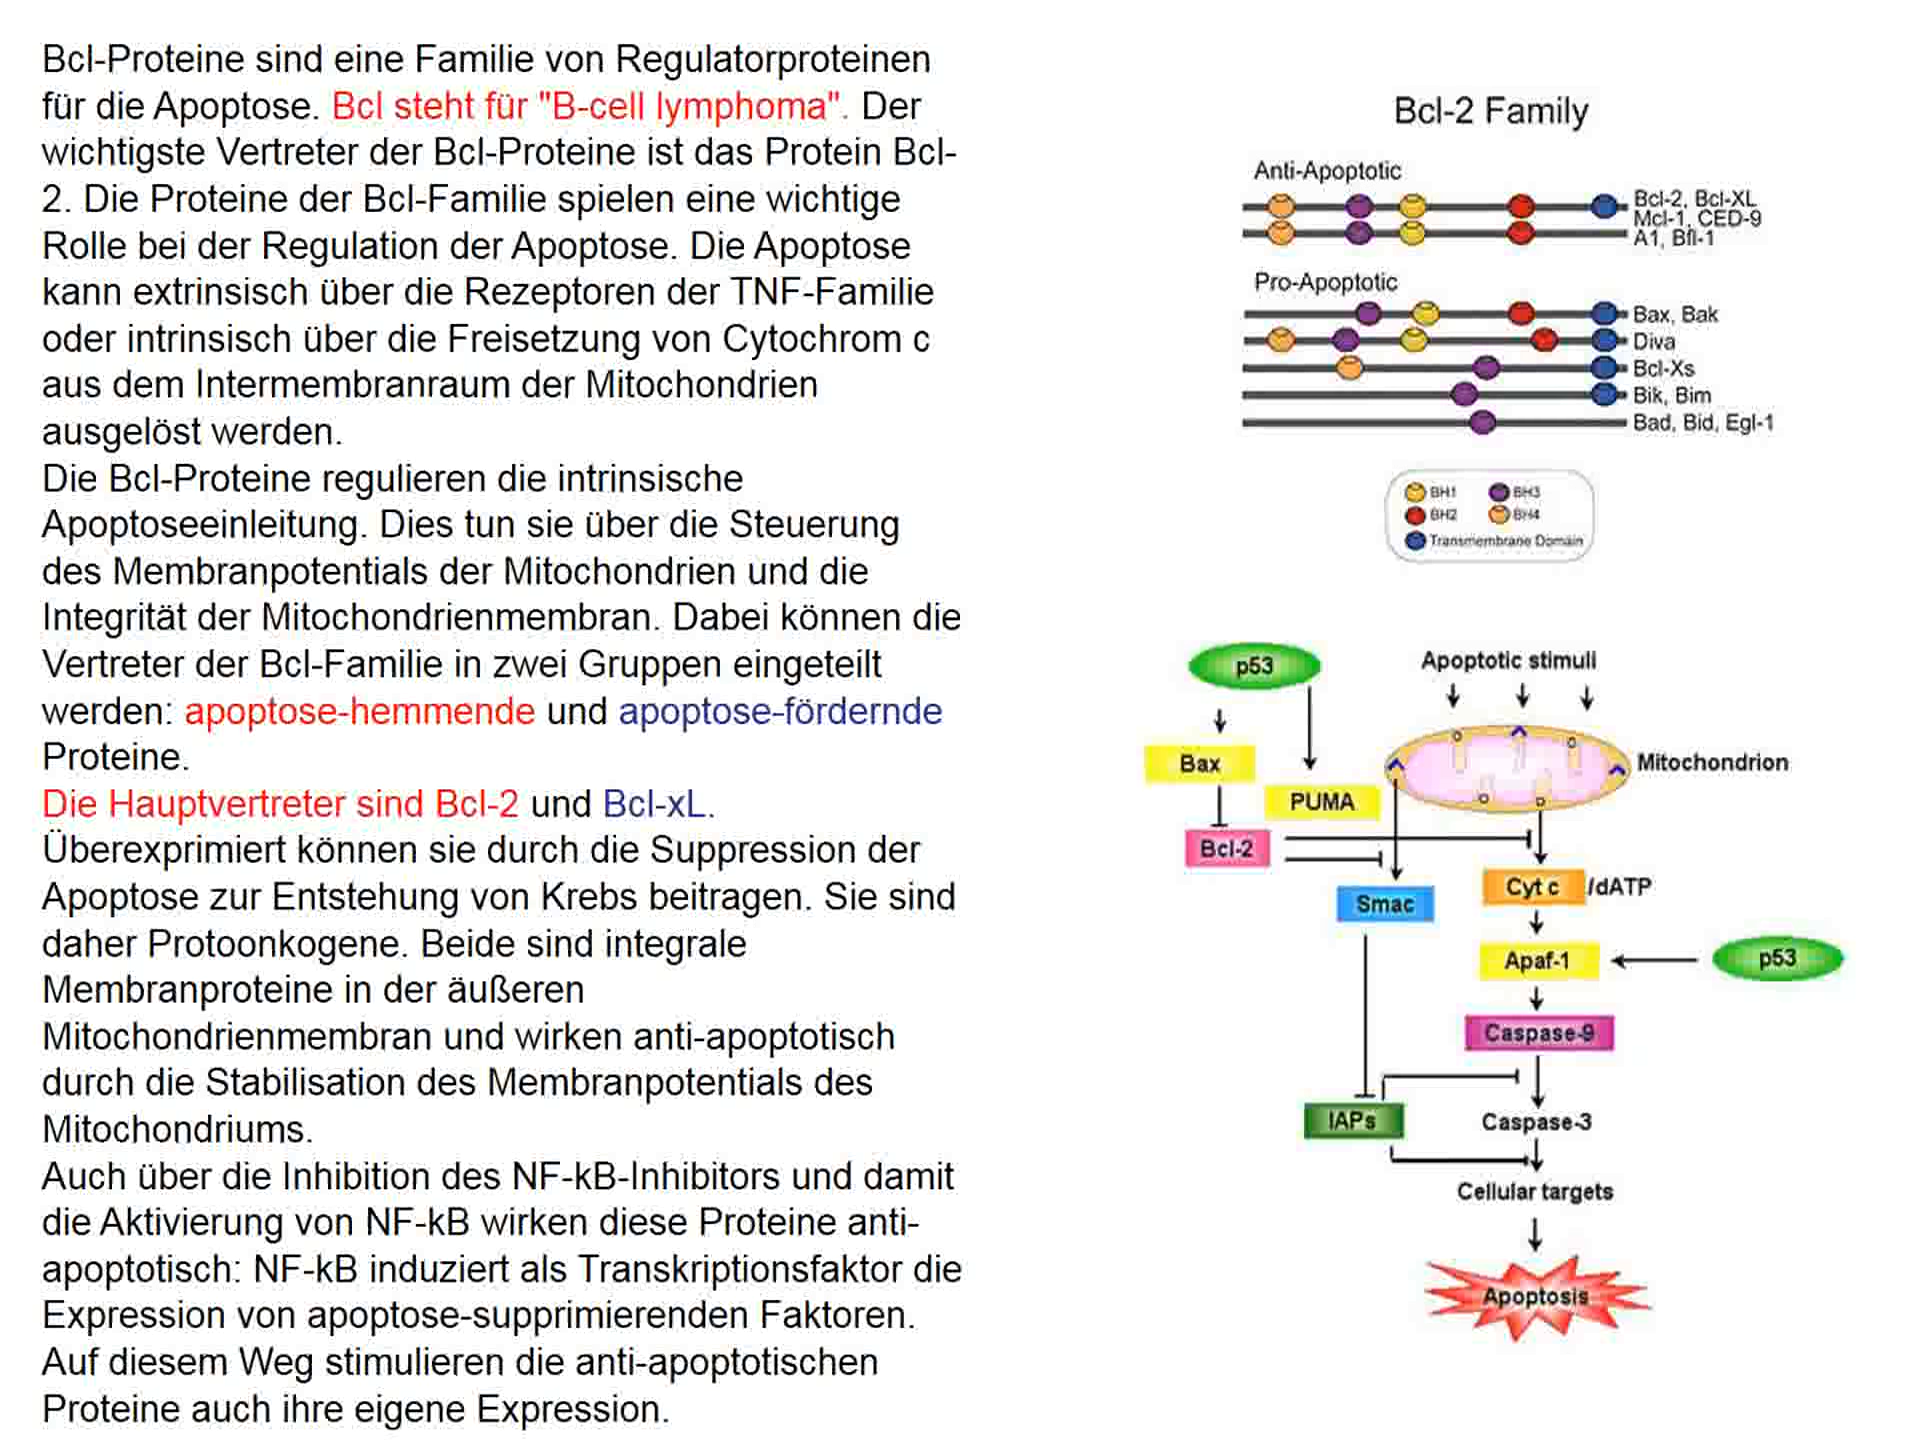 Bcl-Proteine sind eine Familie von Regulatorproteinen
für die Apoptose. Bcl steht für "B-cell lymphoma". Der
wichtigste Vertreter der Bcl-Proteine ist das Protein Bcl-
2. Die Proteine der Bcl-Familie spielen eine wichtige
Rolle bei der Regulation der Apoptose. Die Apoptose
kann extrinsisch über die Rezeptoren der TNF-Familie
oder intrinsisch über die Freisetzung von Cytochrom c
aus dem Intermembranraum der Mitochondrien
ausgelöst werden.
Die Bcl-Proteine regulieren die intrinsische
Apoptoseeinleitung. Dies tun sie über die Steuerung
des Membranpotentials der Mitochondrien und die
Integrität der Mitochondrienmembran. Dabei können die
Vertreter der Bcl-Familie in zwei Gruppen eingeteilt
werden: apoptose-hemmende und apoptose-fördernde
Proteine.
Die Hauptvertreter sind Bcl-2 und Bcl-xL.
Überexprimiert können sie durch die Suppression der
Apoptose zur Entstehung von Krebs beitragen. Sie sind
daher Protoonkogene. Beide sind integrale
Membranproteine in der äußeren
Mitochondrienmembran und wirken anti-apoptotisch
durch die Stabilisation des Membranpotentials des
Mitochondriums.
Auch über die Inhibition des NF-kB-Inhibitors und damit
die Aktivierung von NF-kB wirken diese Proteine anti-
apoptotisch: NF-kB induziert als Transkriptionsfaktor die
Expression von apoptose-supprimierenden Faktoren.
Auf diesem Weg stimulieren die anti-apoptotischen
Proteine auch ihre eigene Expression.
Bcl-2 Family
Anti-Apoptotic
Bcl-2, Bcl-XL
Mcl-1, CED-9
A1, Bfl-1
Pro-Apoptotic
Bax, Bak
Diva
Bcl-Xs
Bik, Bim
Bad, Bid, Egl-1
BH1 BH3
BH2 BH4
Transmembrane Domain
p53
Apoptotic stimuli
Bax
Mitochondrion
PUMA
Bcl-2
Smac
Cyt c /dATP
Apaf-1
p53
Caspase-9
IAPs
Caspase-3
Cellular targets
Apoptosis